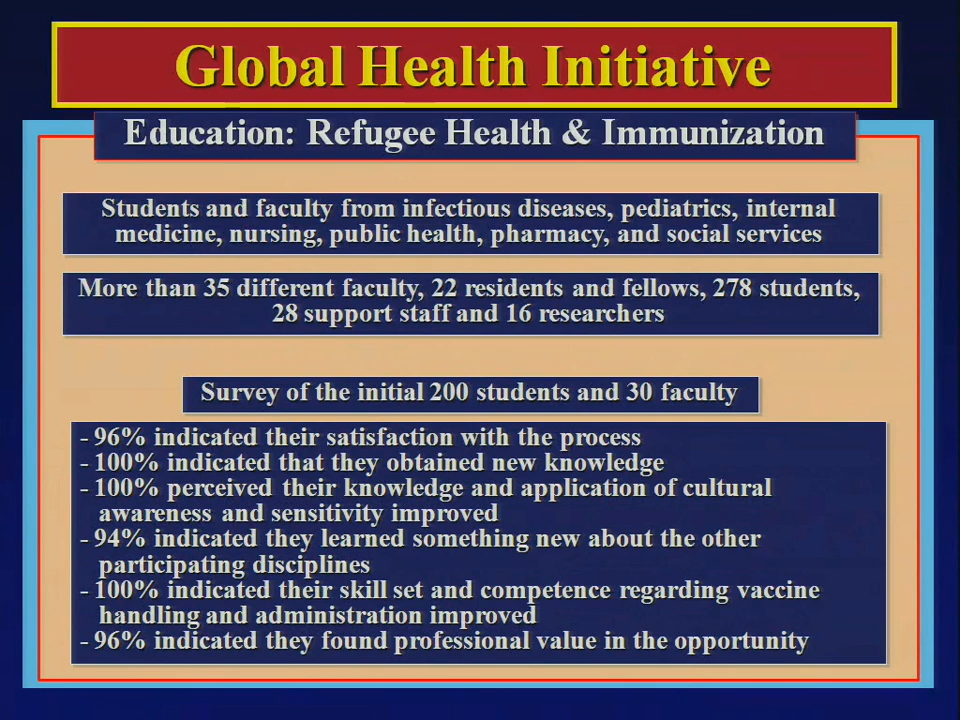 Global Health Initiative
Education: Refugee Health & Immunization
Students and faculty from infectious diseases, pediatrics, internal
medicine, nursing, public health, pharmacy, and social services
More than 35 different faculty, 22 residents and fellows, 278 students,
28 support staff and 16 researchers
Survey of the initial 200 students and 30 faculty
- 96% indicated their satisfaction with the process
- 100% indicated that they obtained new knowledge
- 100% perceived their knowledge and application of cultural
awareness and sensitivity improved
- 94% indicated they learned something new about the other
participating disciplines
- 100% indicated their skill set and competence regarding vaccine
handling and administration improved
- 96% indicated they found professional value in the opportunity